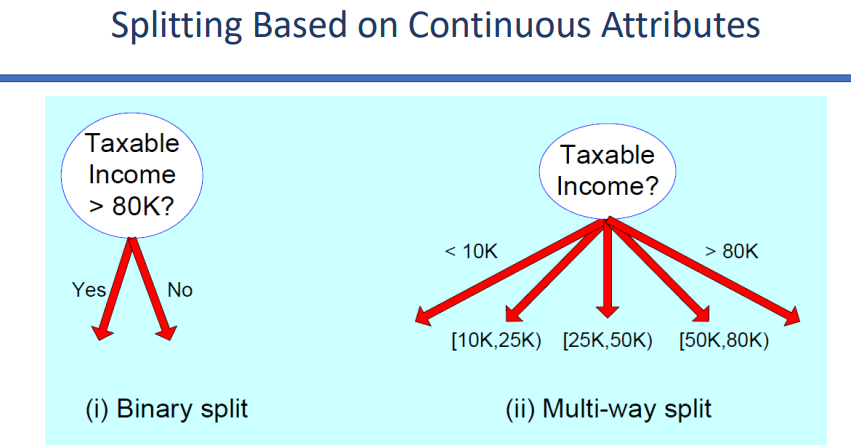 Splitting Based on Continuous Attributes
Taxable
Income
> 80K?
Yes
No
(i) Binary split
Taxable
Income?
< 10K
> 80K
[10K,25K)
[25K,50K)
[50K,80K)
(ii) Multi-way split